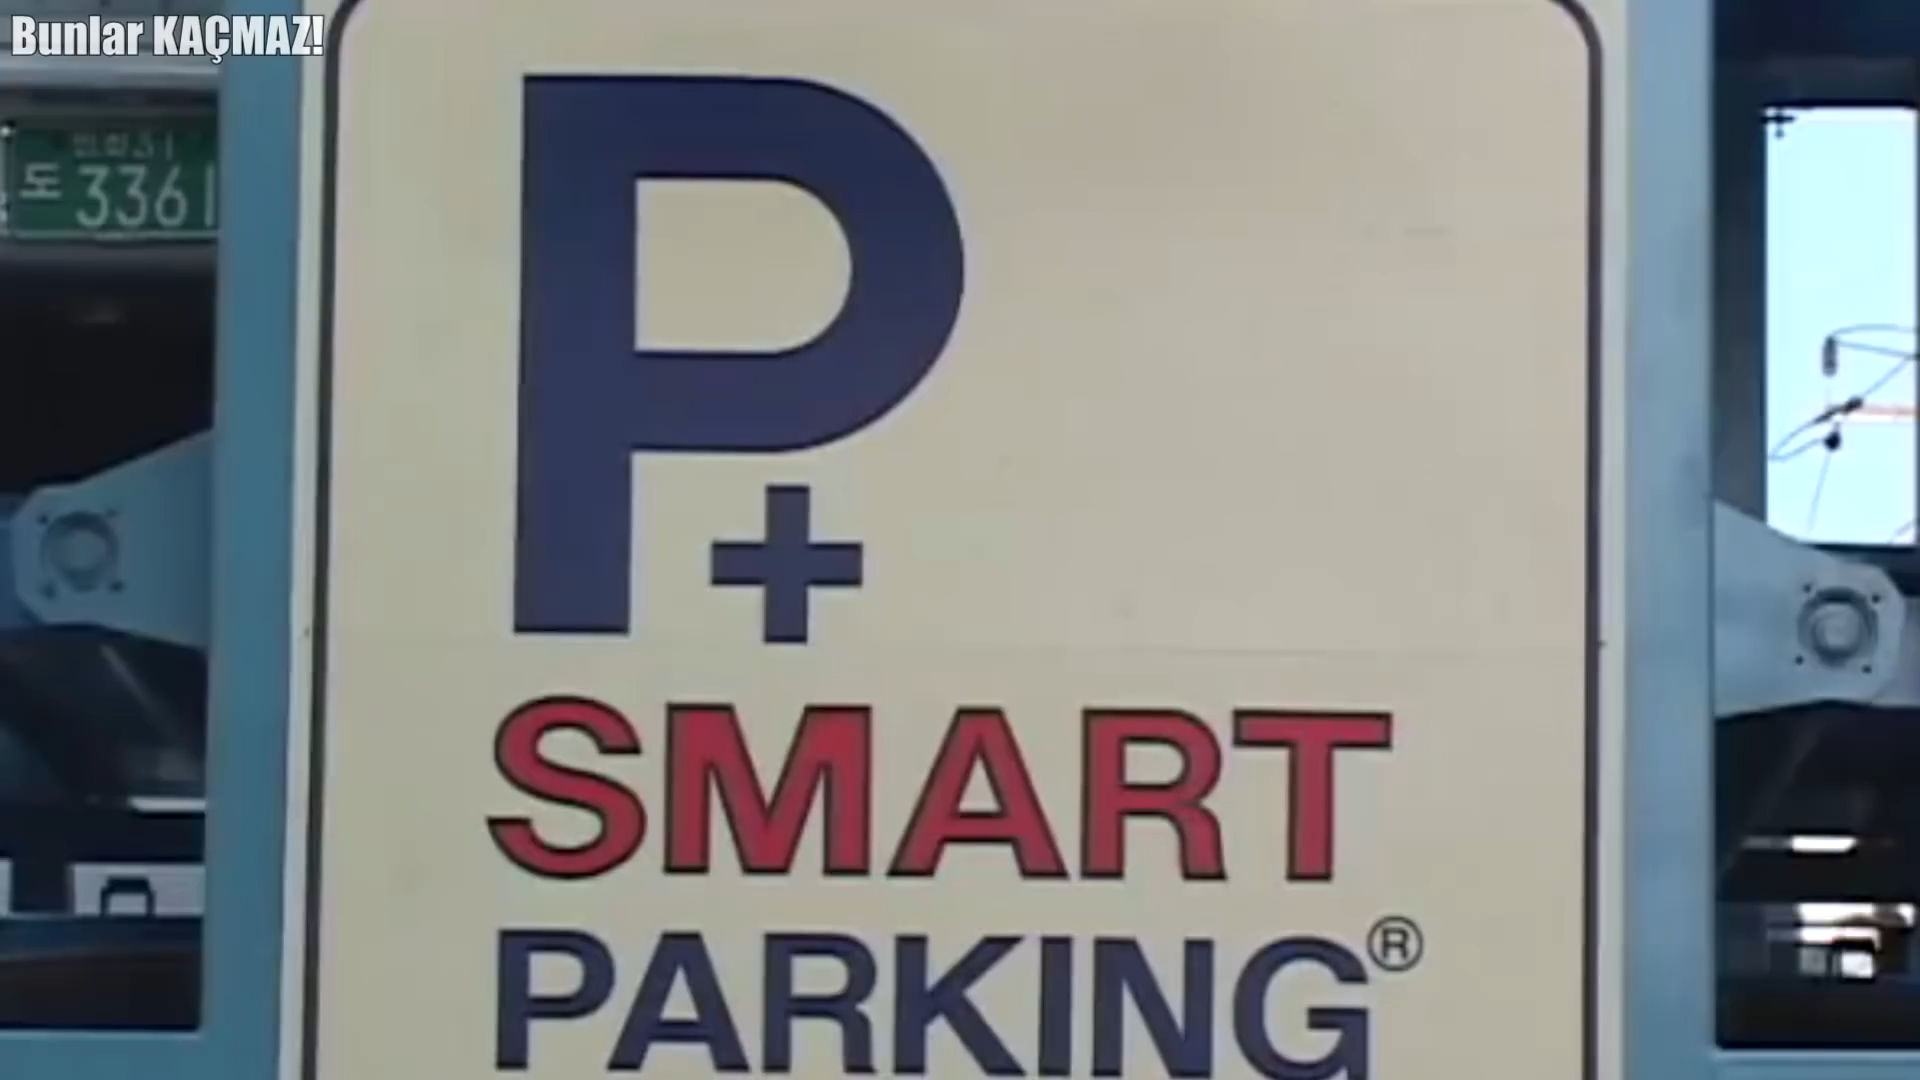 Bunlar KAÇMAZ!
도 3361
P+
SMART
PARKING®